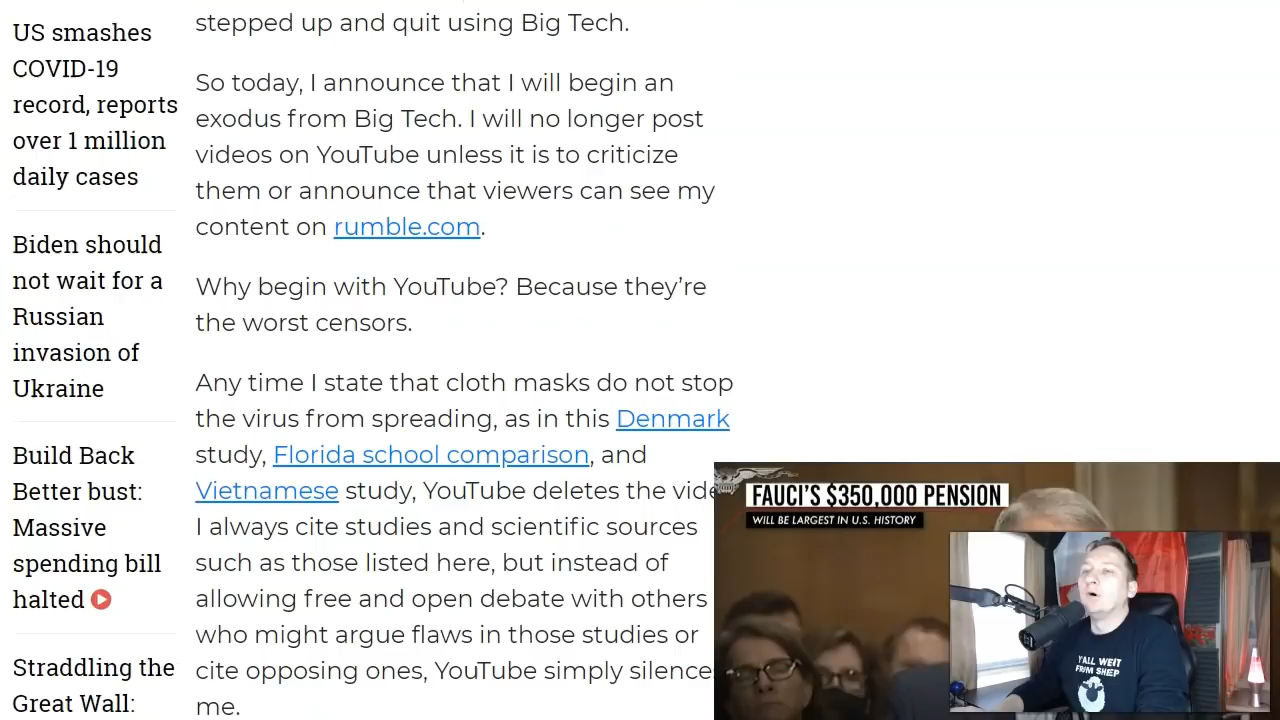 US smashes
COVID-19
record, reports
over 1 million
daily cases
Biden should
not wait for a
Russian
invasion of
Ukraine
Build Back
Better bust:
Massive
spending bill
halted
Straddling the
Great Wall:
stepped up and quit using Big Tech.
So today, I announce that I will begin an
exodus from Big Tech. I will no longer post
videos on YouTube unless it is to criticize
them or announce that viewers can see my
content on rumble.com.
Why begin with YouTube? Because they’re
the worst censors.
Any time I state that cloth masks do not stop
the virus from spreading, as in this Denmark
study, Florida school comparison, and
Vietnamese study, YouTube deletes the vide
I always cite studies and scientific sources
such as those listed here, but instead of
allowing free and open debate with others
who might argue flaws in those studies or
cite opposing ones, YouTube simply silence
me.
FAUCI'S $350,000 PENSION
WILL BE LARGEST IN U.S. HISTORY
Y'ALL WEIT
FROM SHEP